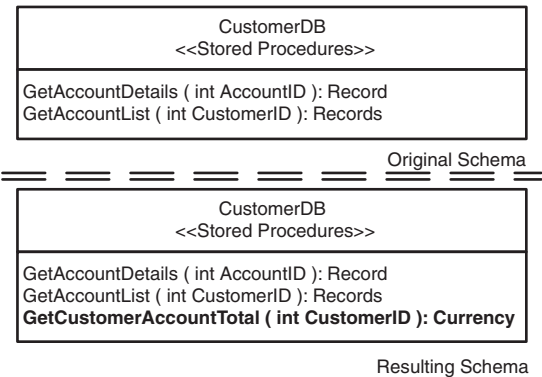 CustomerDB
<<Stored Procedures>>
GetAccountDetails ( int AccountID ): Record
GetAccountList ( int CustomerID ): Records
Original Schema
CustomerDB
<<Stored Procedures>>
GetAccountDetails ( int AccountID ): Record
GetAccountList ( int CustomerID ): Records
GetCustomerAccountTotal ( int CustomerID ): Currency
Resulting Schema